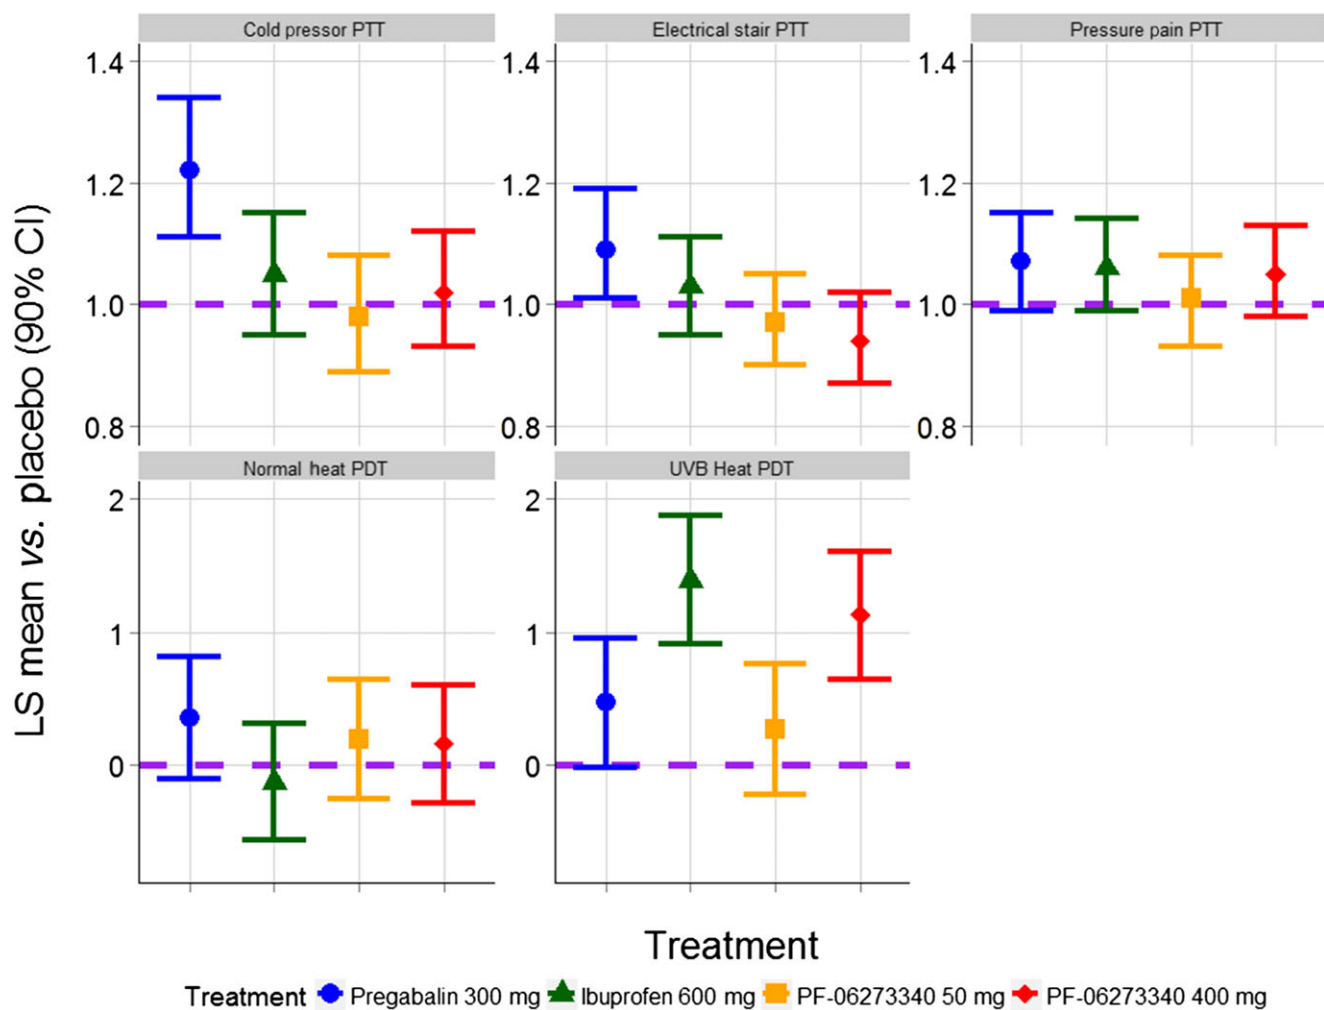 Cold pressor PTT
Electrical stair PTT
Pressure pain PTT
1.4
1.2
1.0
0.8
1.4
1.2
1.0
0.8
1.4
1.2
1.0
0.8
Normal heat PDT
UVB Heat PDT
2
1
0
2
1
0
LS mean vs. placebo (90% CI)
Treatment
Treatment Pregabalin 300 mg Ibuprofen 600 mg PF-06273340 50 mg PF-06273340 400 mg